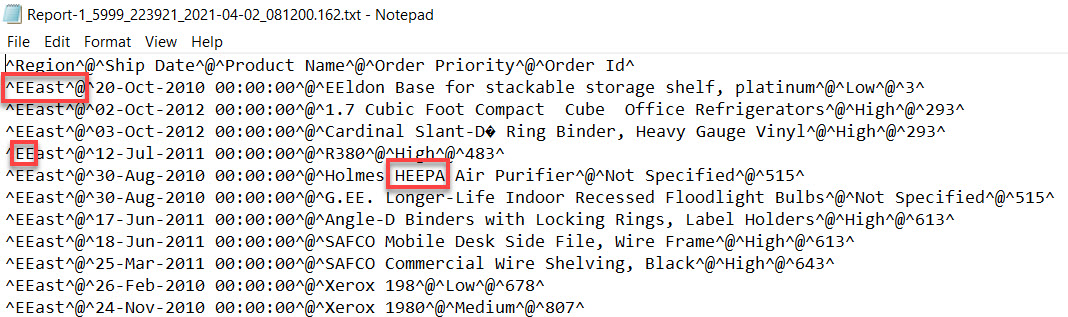 Report-1_5999_223921_2021-04-02_081200.162.txt - Notepad
File Edit Format View Help
^Region^@^Ship Date^@^Product Name^@^Order Priority^@^Order Id^
^EEast^@^20-Oct-2010 00:00:00^@^EEldon Base for stackable storage shelf, platinum^@^Low^@^3^
^EEast^@^02-Oct-2012 00:00:00^@^1.7 Cubic Foot Compact  Cube  Office Refrigerators^@^High^@^293^
^EEast^@^03-Oct-2012 00:00:00^@^Cardinal Slant-D� Ring Binder, Heavy Gauge Vinyl^@^High^@^293^
^EEast^@^12-Jul-2011 00:00:00^@^R380^@^High^@^483^
^EEast^@^30-Aug-2010 00:00:00^@^Holmes HEEPA Air Purifier^@^Not Specified^@^515^
^EEast^@^30-Aug-2010 00:00:00^@^G.EE. Longer-Life Indoor Recessed Floodlight Bulbs^@^Not Specified^@^515^
^EEast^@^17-Jun-2011 00:00:00^@^Angle-D Binders with Locking Rings, Label Holders^@^High^@^613^
^EEast^@^18-Jun-2011 00:00:00^@^SAFCO Mobile Desk Side File, Wire Frame^@^High^@^613^
^EEast^@^25-Mar-2011 00:00:00^@^SAFCO Commercial Wire Shelving, Black^@^High^@^643^
^EEast^@^26-Feb-2010 00:00:00^@^Xerox 198^@^Low^@^678^
^EEast^@^24-Nov-2010 00:00:00^@^Xerox 1980^@^Medium^@^807^